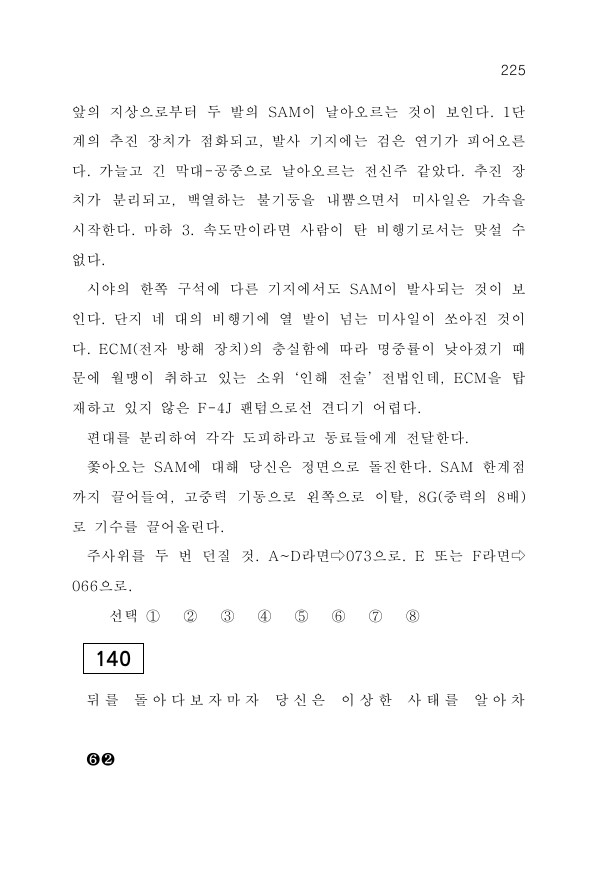 225
앞의 지상으로부터 두 발의 SAM이 날아오르는 것이 보인다. 1단
계의 추진 장치가 점화되고, 발사 기지에는 검은 연기가 피어오른
다. 가늘고 긴 막대-공중으로 날아오르는 전신주 같았다. 추진 장
치가 분리되고, 백열하는 불기둥을 내뿜으면서 미사일은 가속을
시작한다. 마하 3. 속도만이라면 사람이 탄 비행기로서는 맞설 수
없다.
시야의 한쪽 구석에 다른 기지에서도 SAM이 발사되는 것이 보
인다. 단지 네 대의 비행기에 열 발이 넘는 미사일이 쏘아진 것이
다. ECM(전자 방해 장치)의 충실함에 따라 명중률이 낮아졌기 때
문에 월맹이 취하고 있는 소위 ‘인해 전술’ 전법인데, ECM을 탑
재하고 있지 않은 F-4J 팬텀으로선 견디기 어렵다.
편대를 분리하여 각각 도피하라고 동료들에게 전달한다.
쫓아오는 SAM에 대해 당신은 정면으로 돌진한다. SAM 한계점
까지 끌어들여, 고중력 기동으로 왼쪽으로 이탈, 8G(중력의 8배)
로 기수를 끌어올린다.
주사위를 두 번 던질 것. A~D라면⇨073으로. E 또는 F라면⇨
066으로.
선택 ① ② ③ ④ ⑤ ⑥ ⑦ ⑧
140
뒤를 돌아다보자마자 당신은 이상한 사태를 알아차
❻❷